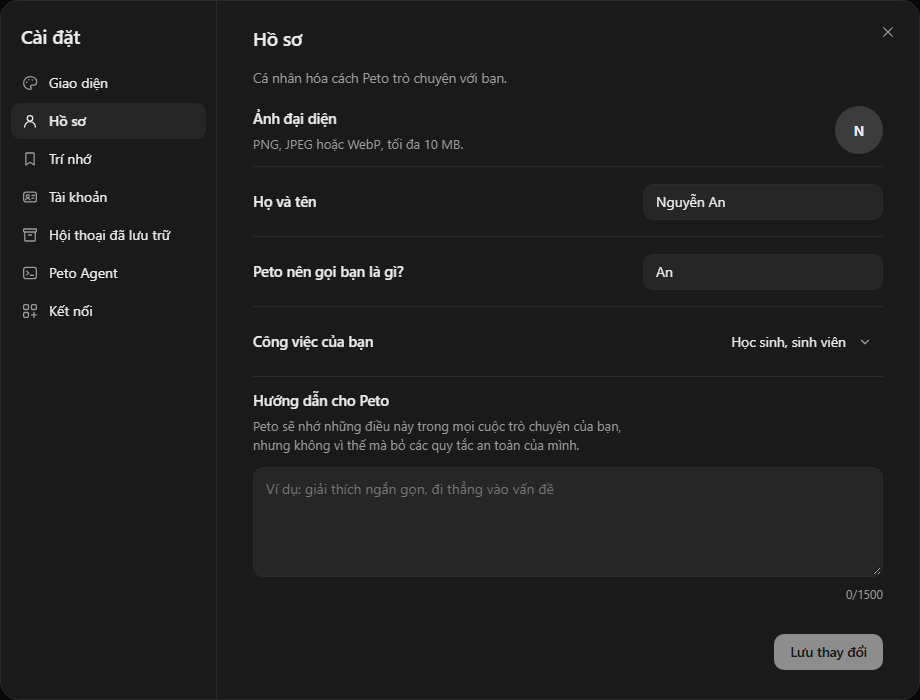 Cài đặt
Giao diện
Hồ sơ
Trí nhớ
Tài khoản
Hội thoại đã lưu trữ
Peto Agent
Kết nối
Hồ sơ
Cá nhân hóa cách Peto trò chuyện với bạn.
Ảnh đại diện
PNG, JPEG hoặc WebP, tối đa 10 MB.
N
Họ và tên
Nguyễn An
Peto nên gọi bạn là gì?
An
Công việc của bạn
Học sinh, sinh viên
Hướng dẫn cho Peto
Peto sẽ nhớ những điều này trong mọi cuộc trò chuyện của bạn,
nhưng không vì thế mà bỏ các quy tắc an toàn của mình.
Ví dụ: giải thích ngắn gọn, đi thẳng vào vấn đề
0/1500
Lưu thay đổi